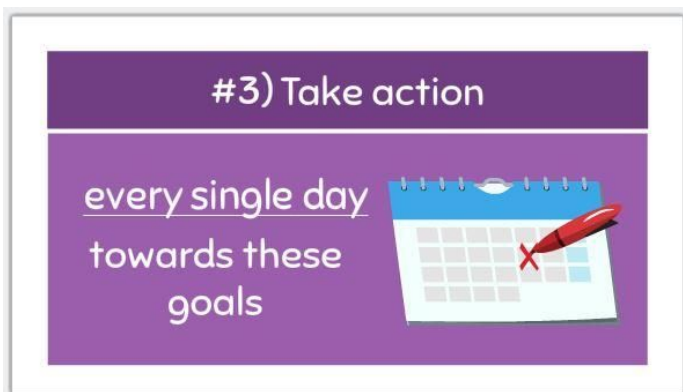 #3) Take action
every single day
towards these
goals